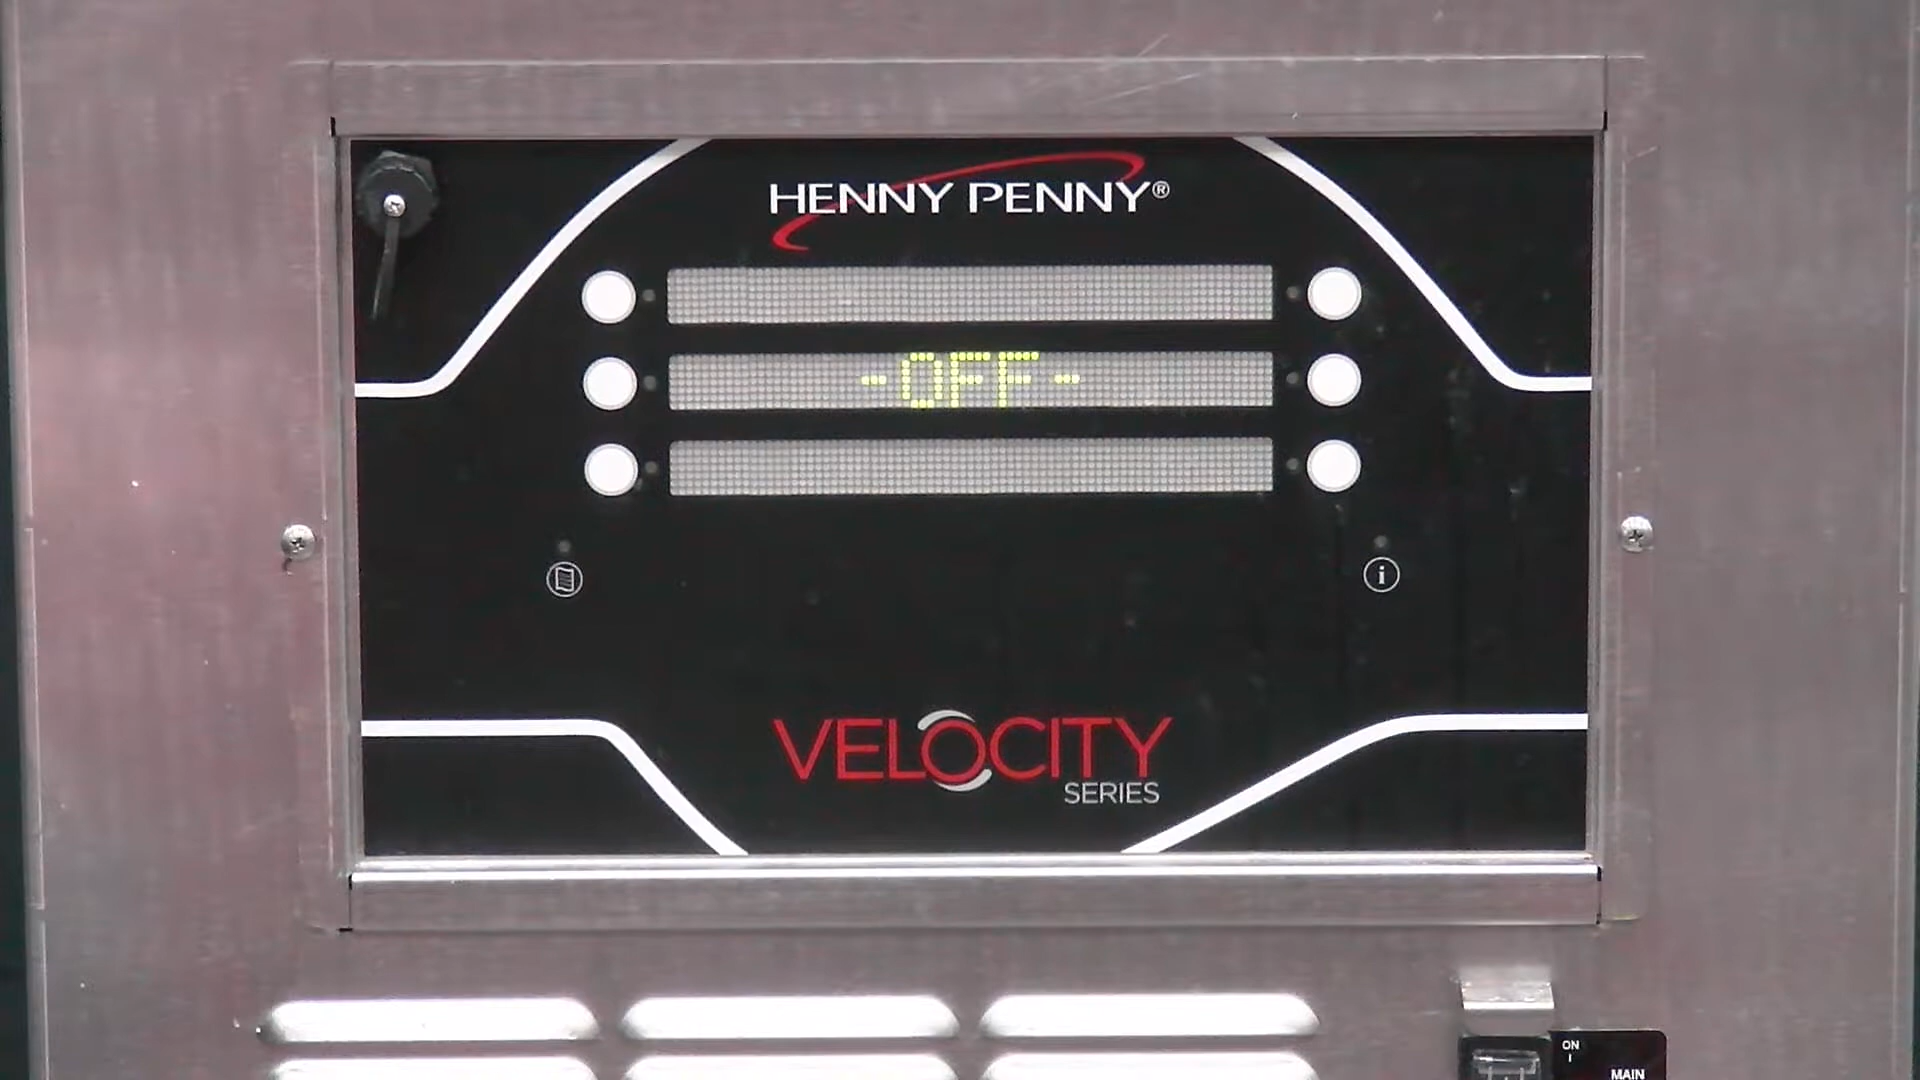 HENNY PENNY®
-OFF-
i
VELOCITY
SERIES
ON
I
MAIN